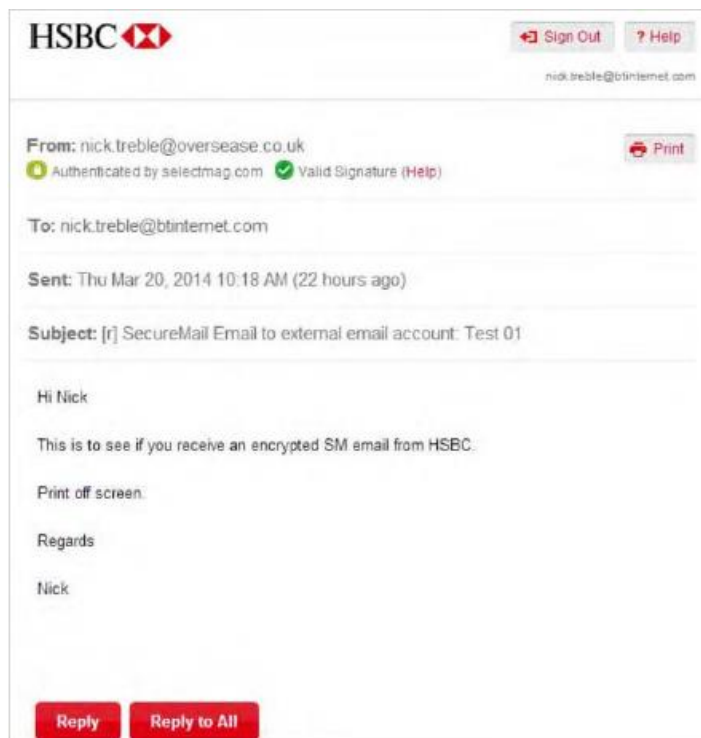 HSBC
Sign Out ? Help
nick.treble@btinternet.com
From: nick.treble@oversease.co.uk
Print
Authenticated by selectmag.com Valid Signature (Help)
To: nick.treble@btinternet.com
Sent: Thu Mar 20, 2014 10:18 AM (22 hours ago)
Subject: [r] SecureMail Email to external email account: Test 01
Hi Nick
This is to see if you receive an encrypted SM email from HSBC.
Print off screen.
Regards
Nick
Reply Reply to All